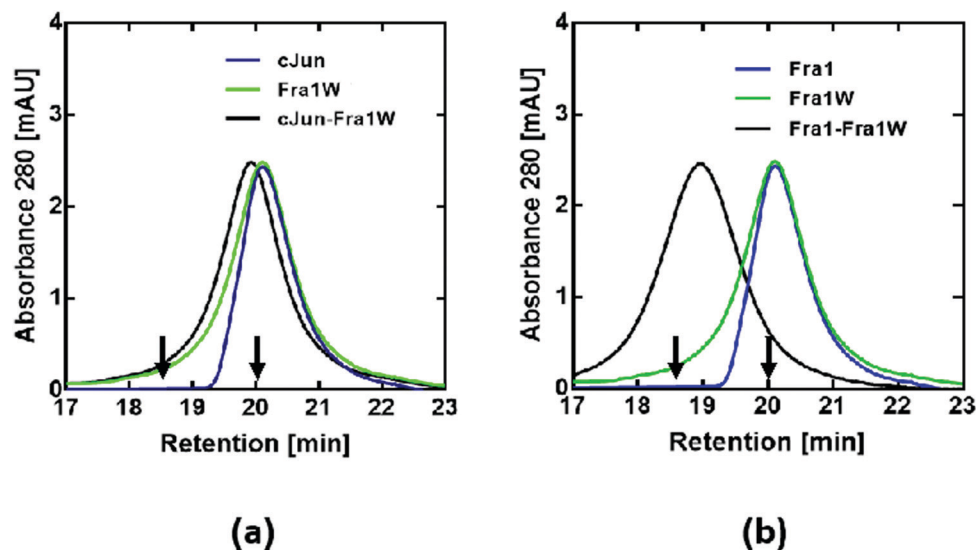 4
3
2
1
0
Absorbance 280 [mAU]
cJun
Fra1W
cJun-Fra1W
17 18 19 20 21 22 23
Retention [min]
(a)
4
3
2
1
0
Absorbance 280 [mAU]
Fra1
Fra1W
Fra1-Fra1W
17 18 19 20 21 22 23
Retention [min]
(b)